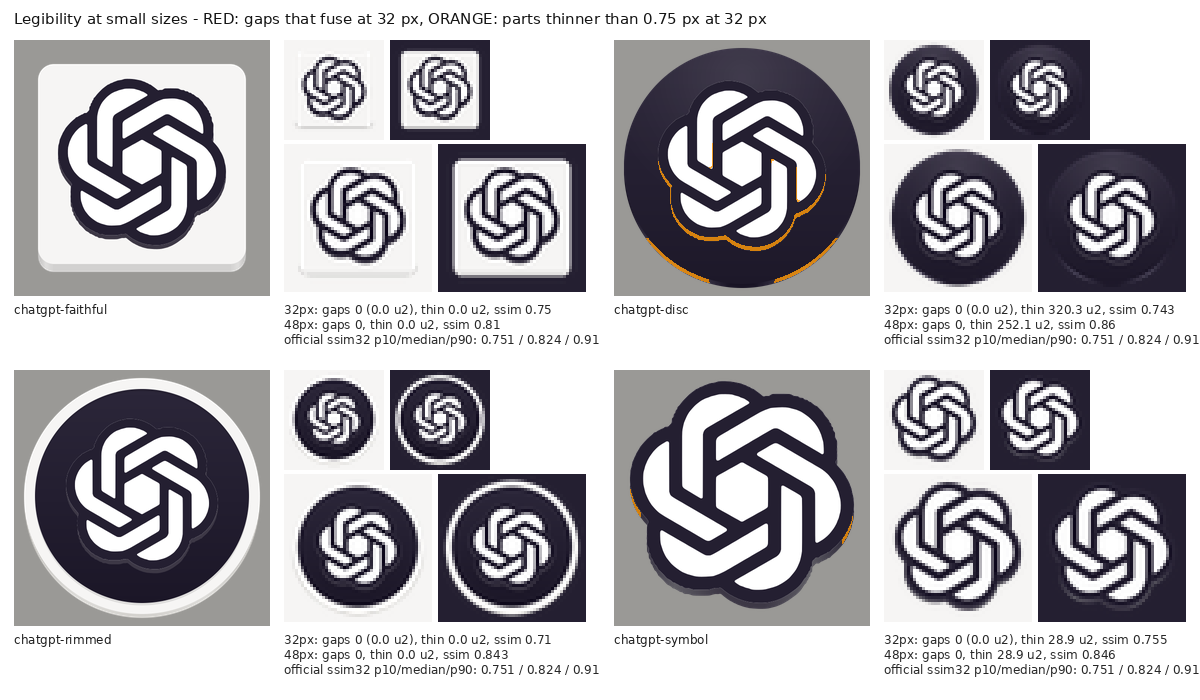 Legibility at small sizes - RED: gaps that fuse at 32 px, ORANGE: parts thinner than 0.75 px at 32 px
chatgpt-faithful
32px: gaps 0 (0.0 u2), thin 0.0 u2, ssim 0.75
48px: gaps 0, thin 0.0 u2, ssim 0.81
official ssim32 p10/median/p90: 0.751 / 0.824 / 0.91
chatgpt-disc
32px: gaps 0 (0.0 u2), thin 320.3 u2, ssim 0.743
48px: gaps 0, thin 252.1 u2, ssim 0.86
official ssim32 p10/median/p90: 0.751 / 0.824 / 0.91
chatgpt-rimmed
32px: gaps 0 (0.0 u2), thin 0.0 u2, ssim 0.71
48px: gaps 0, thin 0.0 u2, ssim 0.843
official ssim32 p10/median/p90: 0.751 / 0.824 / 0.91
chatgpt-symbol
32px: gaps 0 (0.0 u2), thin 28.9 u2, ssim 0.755
48px: gaps 0, thin 28.9 u2, ssim 0.846
official ssim32 p10/median/p90: 0.751 / 0.824 / 0.91